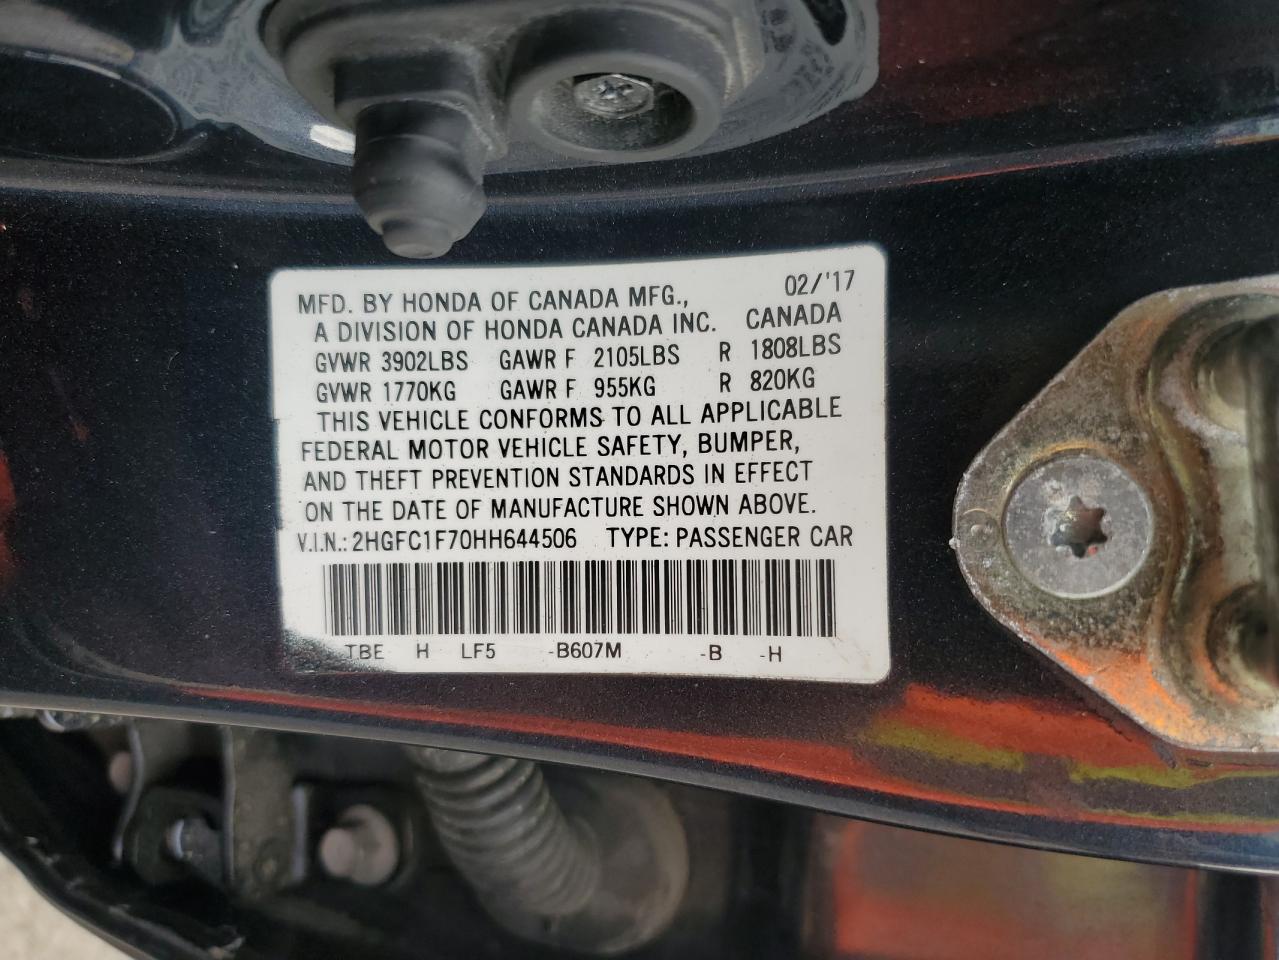 MFD. BY HONDA OF CANADA MFG., 02/'17
A DIVISION OF HONDA CANADA INC. CANADA
GVWR 3902LBS GAWR F 2105LBS R 1808LBS
GVWR 1770KG GAWR F 955KG R 820KG
THIS VEHICLE CONFORMS TO ALL APPLICABLE
FEDERAL MOTOR VEHICLE SAFETY, BUMPER,
AND THEFT PREVENTION STANDARDS IN EFFECT
ON THE DATE OF MANUFACTURE SHOWN ABOVE.
V.I.N.: 2HGFC1F70HH644506 TYPE: PASSENGER CAR
TBE H LF5 -B607M -B -H